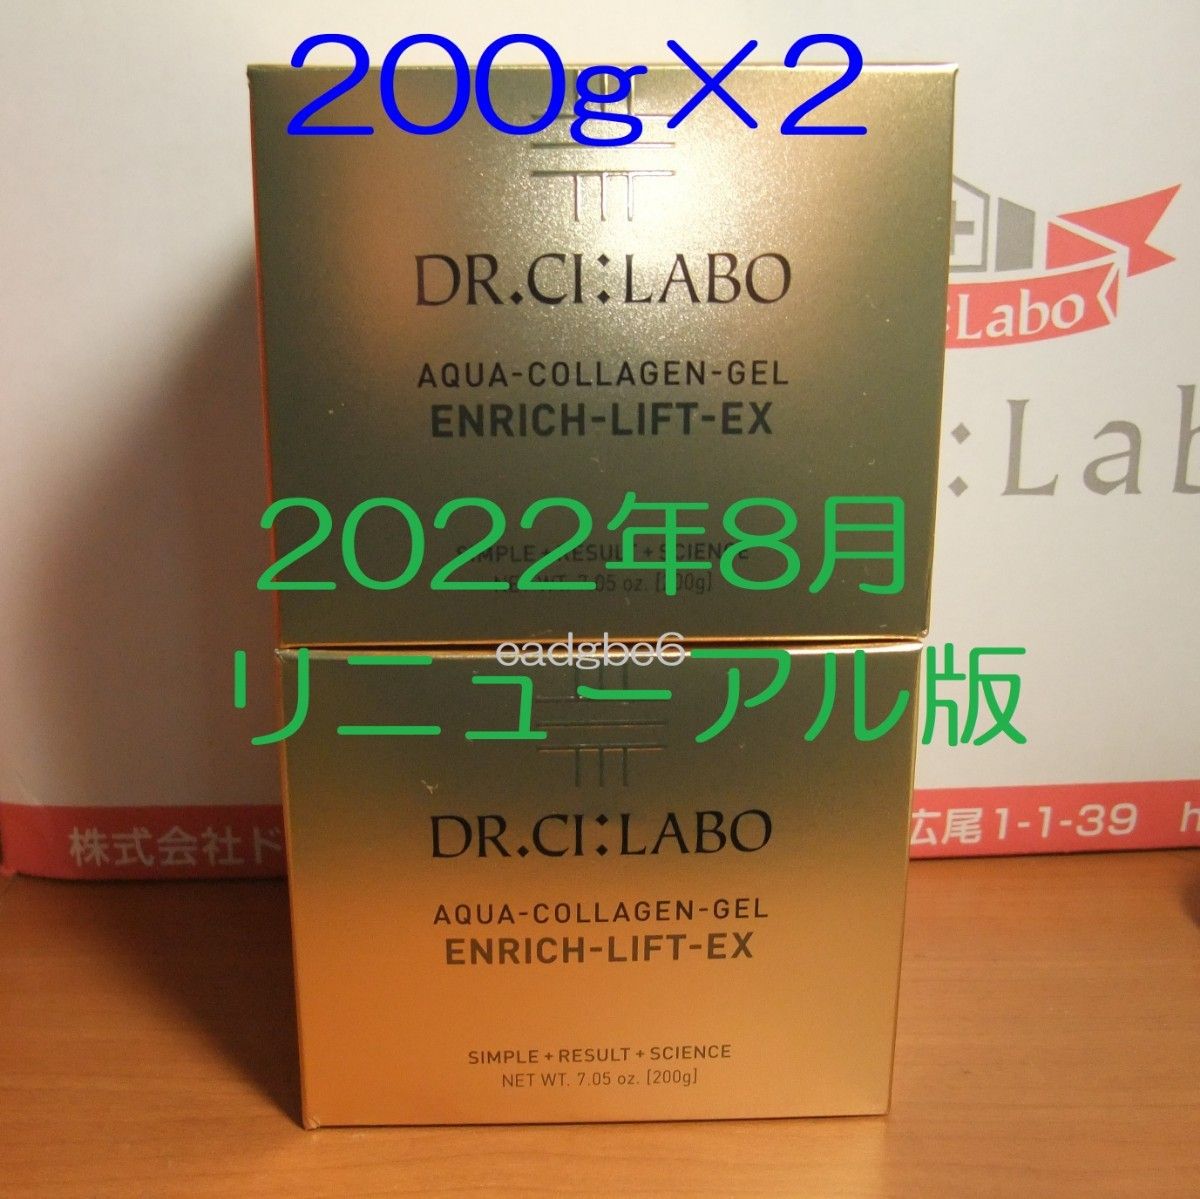 200g×2
DR.CI:LABO
:Labo
AQUA-COLLAGEN-GEL
ENRICH-LIFT-EX
:Lab
2022年8月
SIMPLE + RESULT + SCIENCE
NET WT. 7.05 oz. [200g]
eadgbe6
リニューアル版
DR.CI:LABO
株式会社ド
広尾1-1-39 h
AQUA-COLLAGEN-GEL
ENRICH-LIFT-EX
SIMPLE + RESULT + SCIENCE
NET WT. 7.05 oz. [200g]